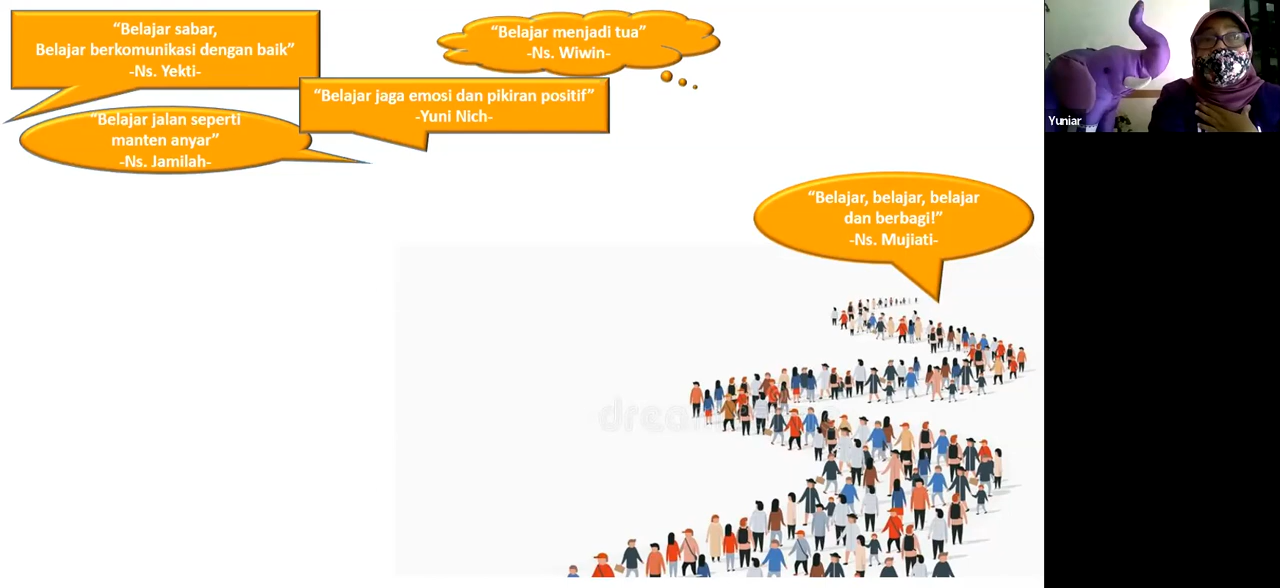 “Belajar sabar,
Belajar berkomunikasi dengan baik”
-Ns. Yekti-
“Belajar menjadi tua”
-Ns. Wiwin-
“Belajar jaga emosi dan pikiran positif”
-Yuni Nich-
“Belajar jalan seperti
manten anyar”
-Ns. Jamilah-
“Belajar, belajar, belajar
dan berbagi!”
-Ns. Mujiati-
Yuniar